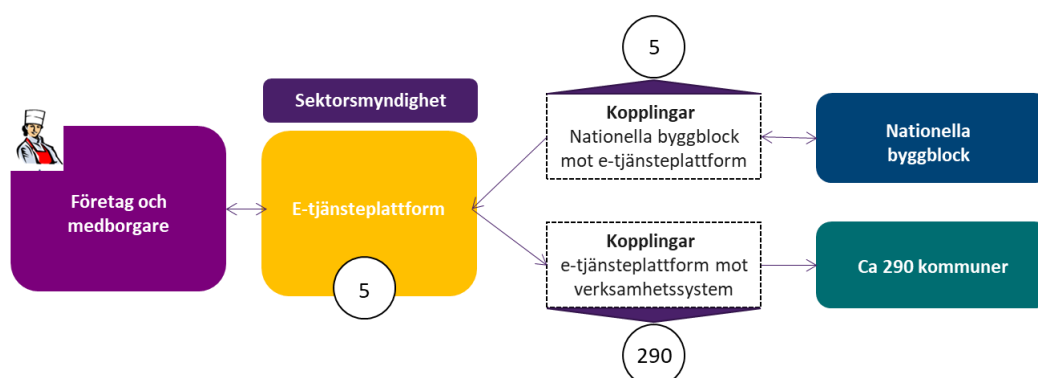 5
Sektorsmyndighet
Kopplingar
Nationella byggblock
mot e-tjänsteplattform
Nationella
byggblock
Företag och
medborgare
E-tjänsteplattform
5
Kopplingar
e-tjänsteplattform mot
verksamhetssystem
Ca 290 kommuner
290